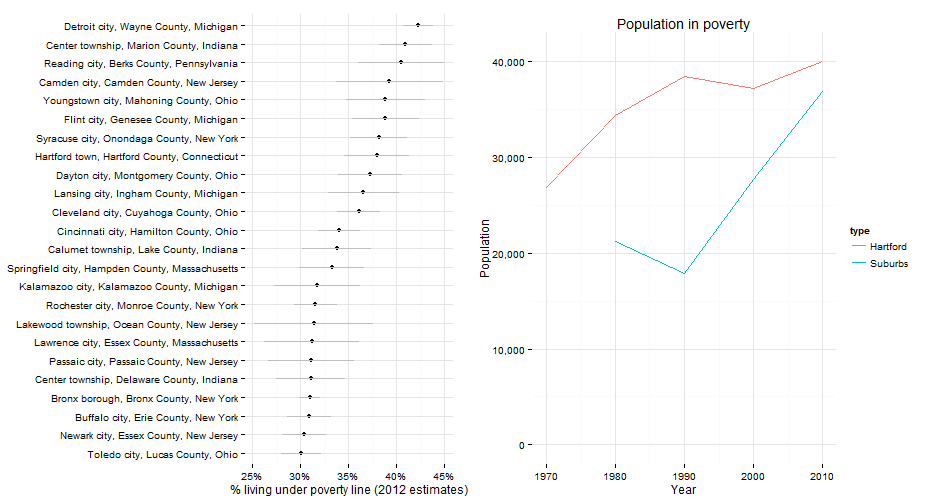 Detroit city, Wayne County, Michigan
Center township, Marion County, Indiana
Reading city, Berks County, Pennsylvania
Camden city, Camden County, New Jersey
Youngstown city, Mahoning County, Ohio
Flint city, Genesee County, Michigan
Syracuse city, Onondaga County, New York
Hartford town, Hartford County, Connecticut
Dayton city, Montgomery County, Ohio
Lansing city, Ingham County, Michigan
Cleveland city, Cuyahoga County, Ohio
Cincinnati city, Hamilton County, Ohio
Calumet township, Lake County, Indiana
Springfield city, Hampden County, Massachusetts
Kalamazoo city, Kalamazoo County, Michigan
Rochester city, Monroe County, New York
Lakewood township, Ocean County, New Jersey
Lawrence city, Essex County, Massachusetts
Passaic city, Passaic County, New Jersey
Center township, Delaware County, Indiana
Bronx borough, Bronx County, New York
Buffalo city, Erie County, New York
Newark city, Essex County, New Jersey
Toledo city, Lucas County, Ohio
25% 30% 35% 40% 45%
% living under poverty line (2012 estimates)
Population in poverty
Population
40,000
30,000
20,000
10,000
0
1970 1980 1990 2000 2010
Year
type
Hartford
Suburbs